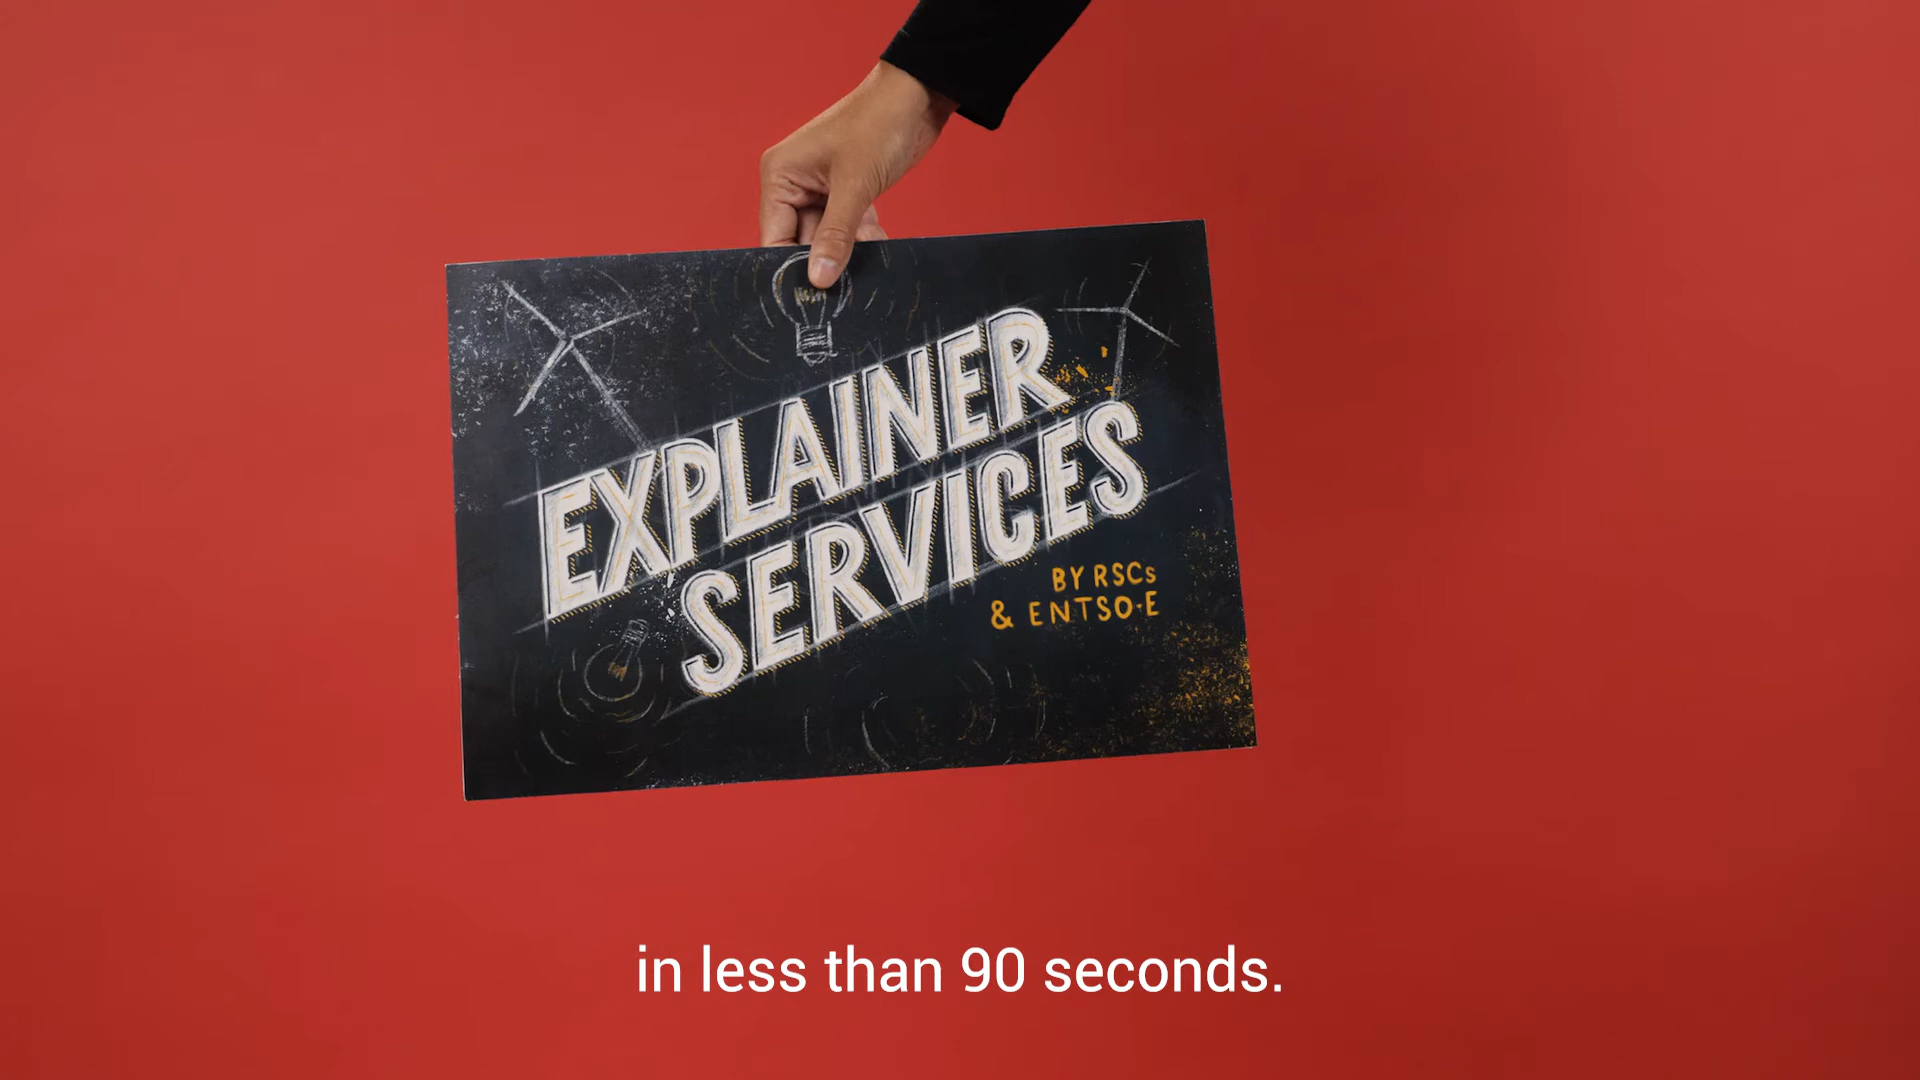 EXPLAINER
SERVICES
BY RSCs
& ENTSO-E
in less than 90 seconds.